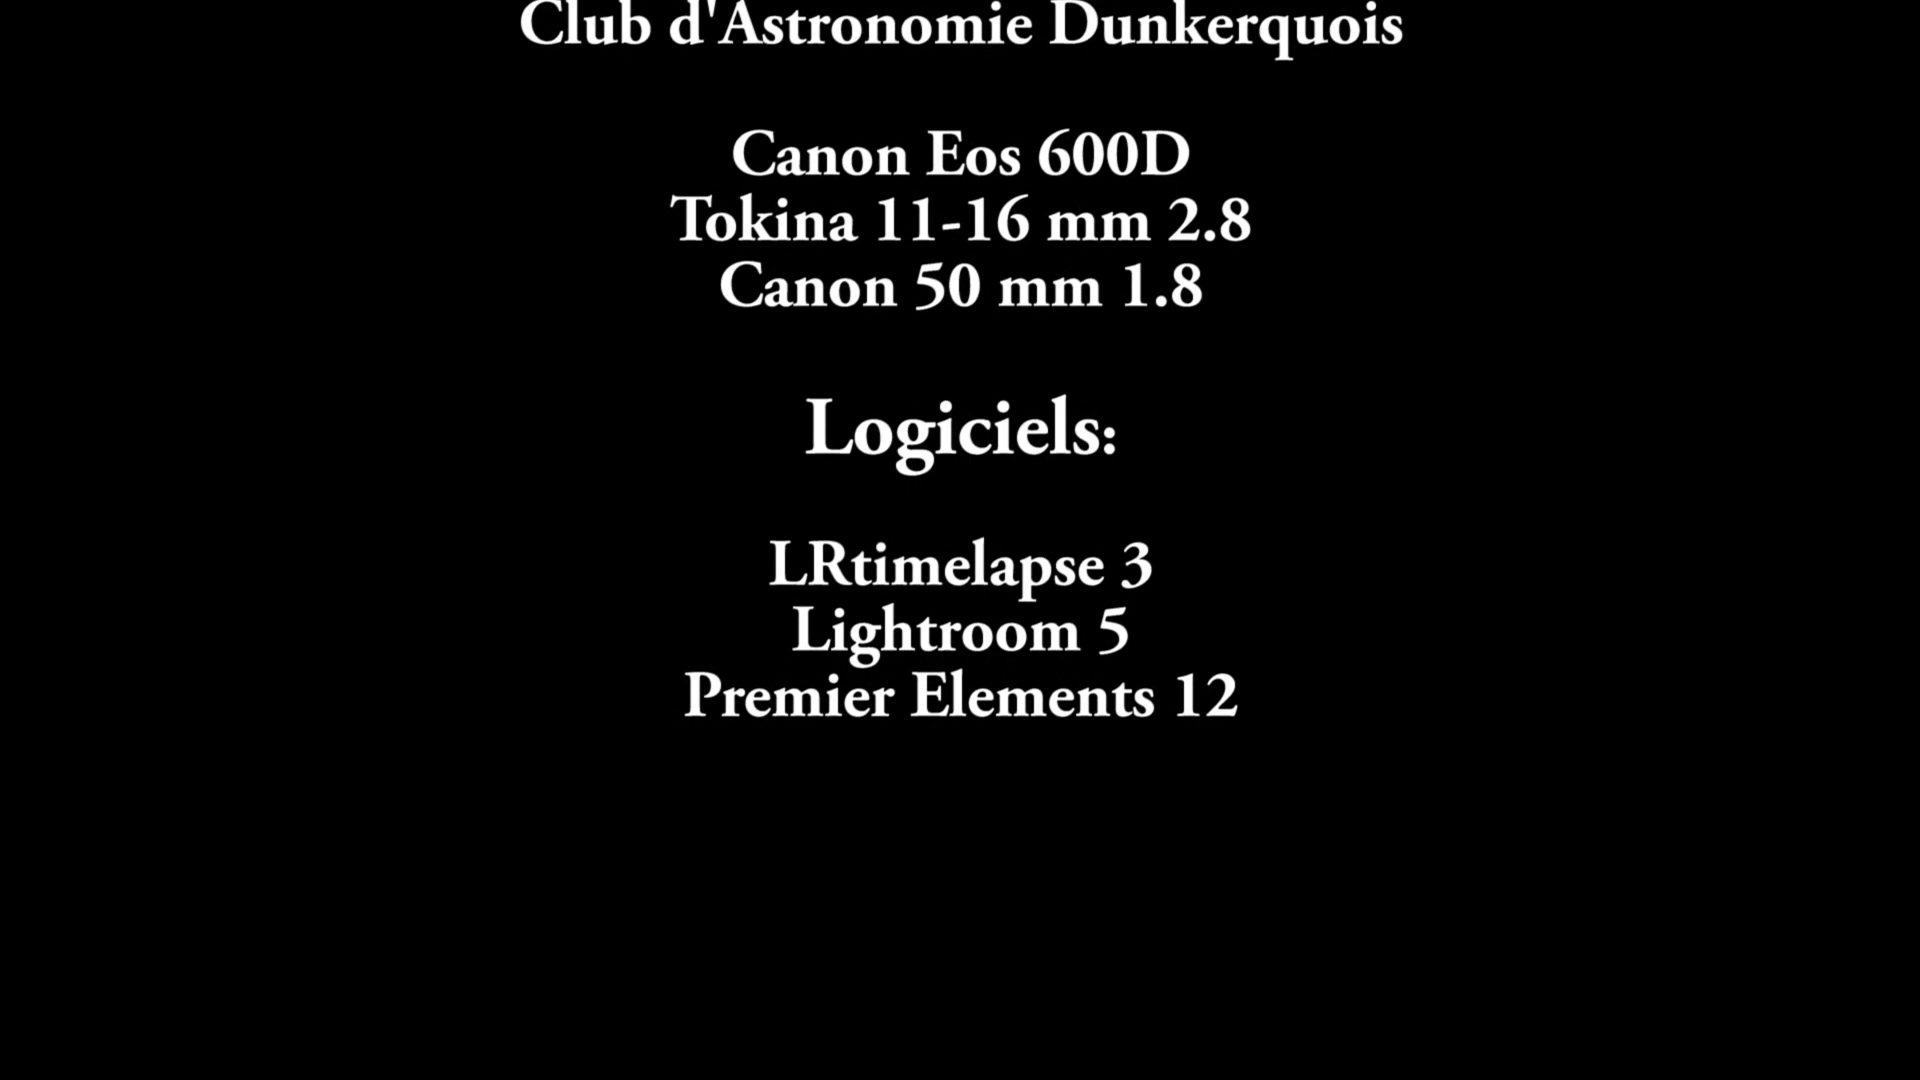 Club d'Astronomie Dunkerquois
Canon Eos 600D
Tokina 11-16 mm 2.8
Canon 50 mm 1.8
Logiciels:
LRtimelapse 3
Lightroom 5
Premier Elements 12